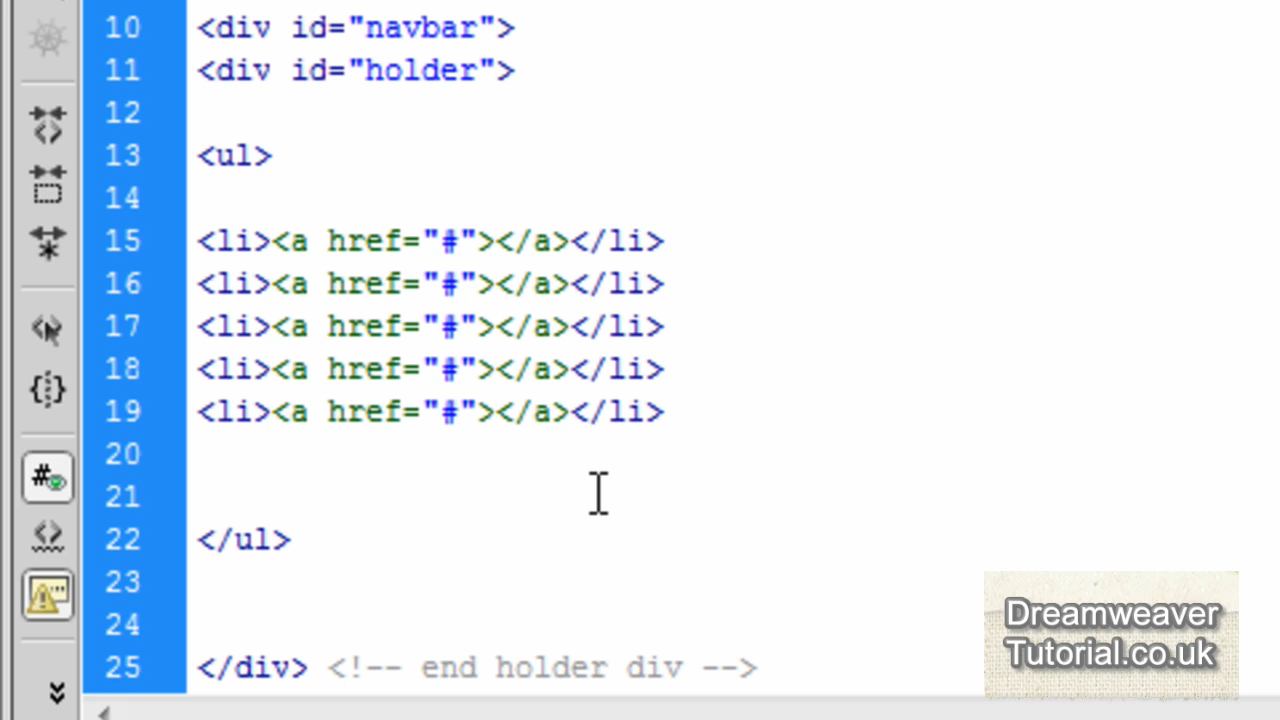 10 <div id="navbar">
11 <div id="holder">
12
13 <ul>
14
15 <li><a href="#"></a></li>
16 <li><a href="#"></a></li>
17 <li><a href="#"></a></li>
18 <li><a href="#"></a></li>
19 <li><a href="#"></a></li>
20
21
22 </ul>
23
24
25 </div> <!-- end holder div -->
Dreamweaver
Tutorial.co.uk